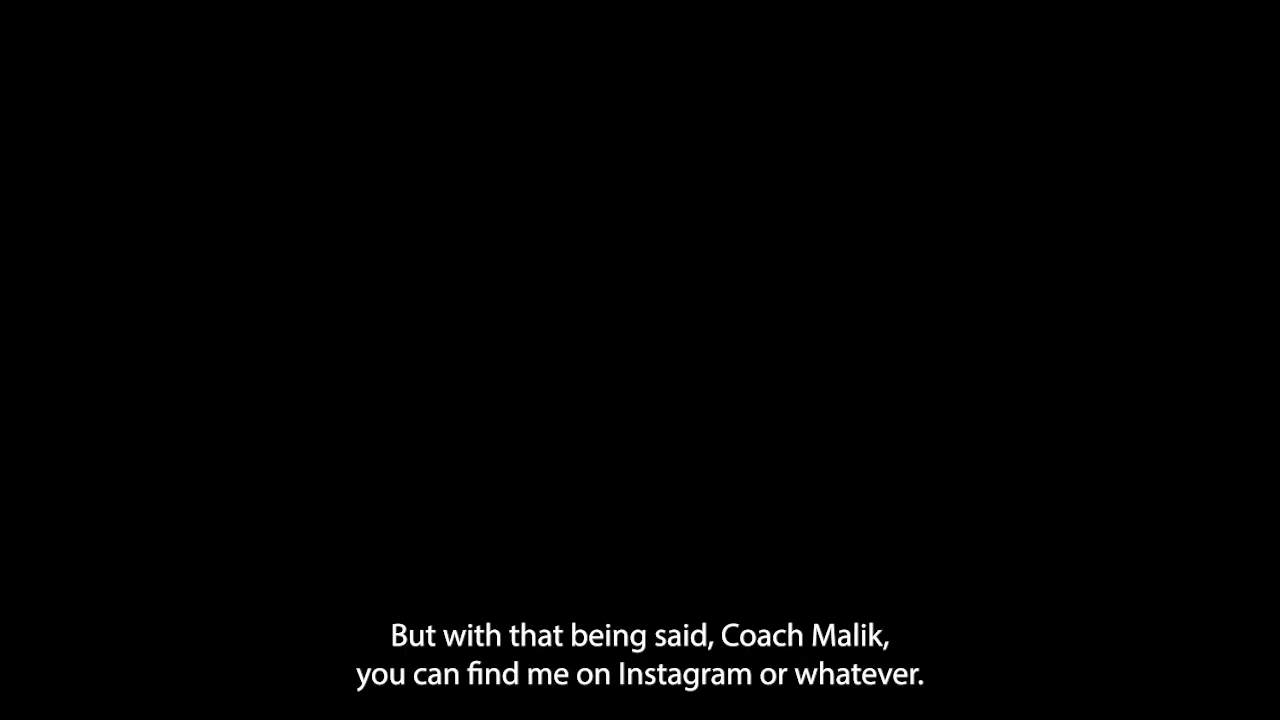 But with that being said, Coach Malik,
you can find me on Instagram or whatever.